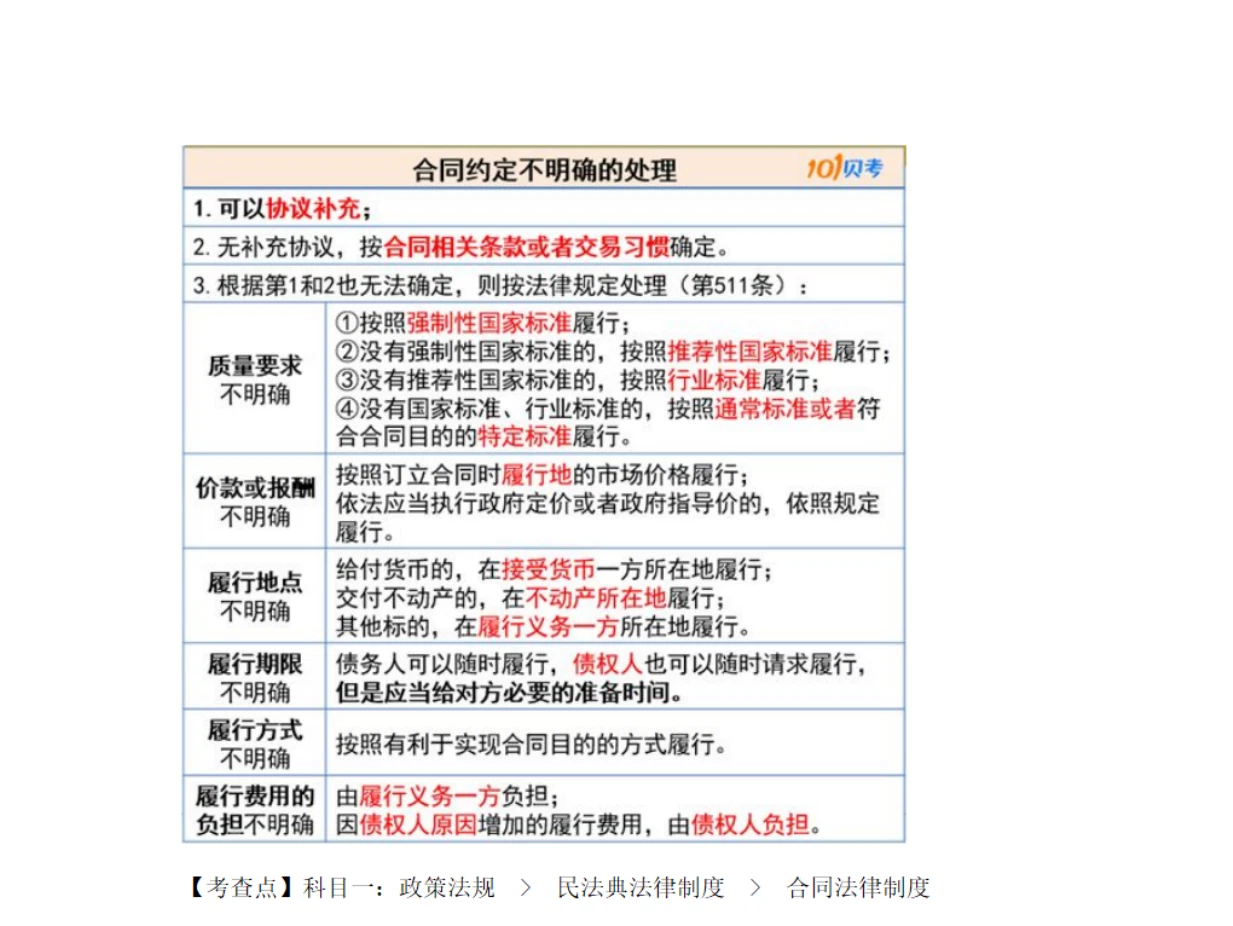 合同约定不明确的处理 101贝考
1.可以协议补充；
2.无补充协议，按合同相关条款或者交易习惯确定。
3.根据第1和2也无法确定，则按法律规定处理（第511条）：
质量要求
不明确
①按照强制性国家标准履行；
②没有强制性国家标准的，按照推荐性国家标准履行；
③没有推荐性国家标准的，按照行业标准履行；
④没有国家标准、行业标准的，按照通常标准或者符
合合同目的的特定标准履行。
价款或报酬
不明确
按照订立合同时履行地的市场价格履行；
依法应当执行政府定价或者政府指导价的，依照规定
履行。
履行地点
不明确
给付货币的，在接受货币一方所在地履行；
交付不动产的，在不动产所在地履行；
其他标的，在履行义务一方所在地履行。
履行期限
不明确
债务人可以随时履行，债权人也可以随时请求履行，
但是应当给对方必要的准备时间。
履行方式
不明确
按照有利于实现合同目的的方式履行。
履行费用的
负担不明确
由履行义务一方负担；
因债权人原因增加的履行费用，由债权人负担。
【考查点】科目一：政策法规 > 民法典法律制度 > 合同法律制度